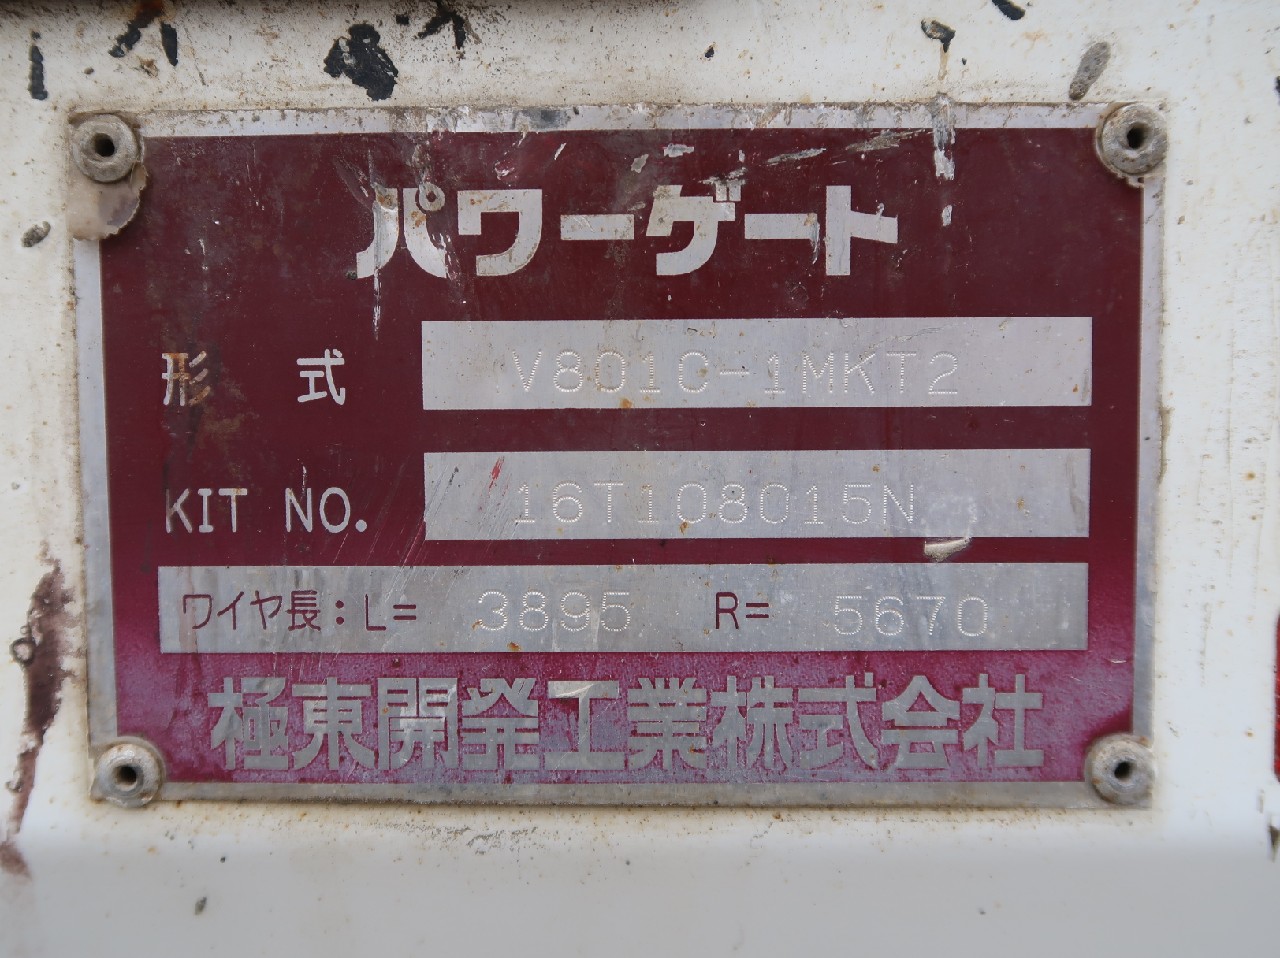 パワーゲート
形 式 V801C-1MKT2
KIT NO. 16T108015N
ワイヤ長：L= 3895 R= 5670
極東開発工業株式会社